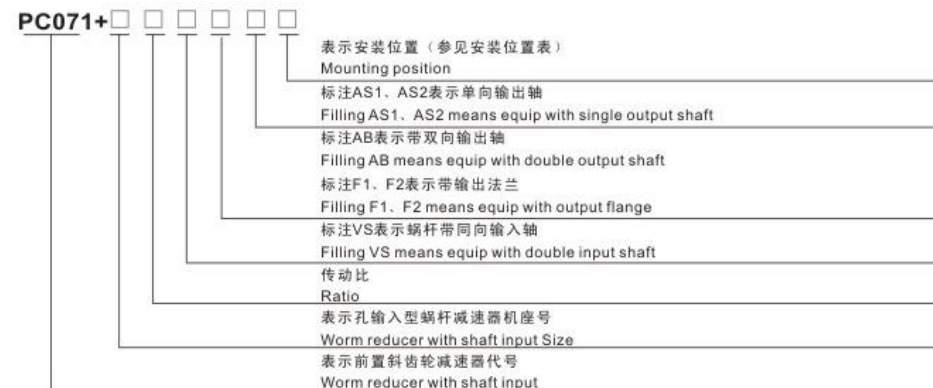 PC071+□ □ □ □ □ □
表示安装位置（参见安装位置表）
Mounting position
标注AS1、AS2表示单向输出轴
Filling AS1、AS2 means equip with single output shaft
标注AB表示带双向输出轴
Filling AB means equip with double output shaft
标注F1、F2表示带输出法兰
Filling F1、F2 means equip with output flange
标注VS表示蜗杆带同向输入轴
Filling VS means equip with double input shaft
传动比
Ratio
表示孔输入型蜗杆减速器机座号
Worm reducer with shaft input Size
表示前置斜齿轮减速器代号
Worm reducer with shaft input